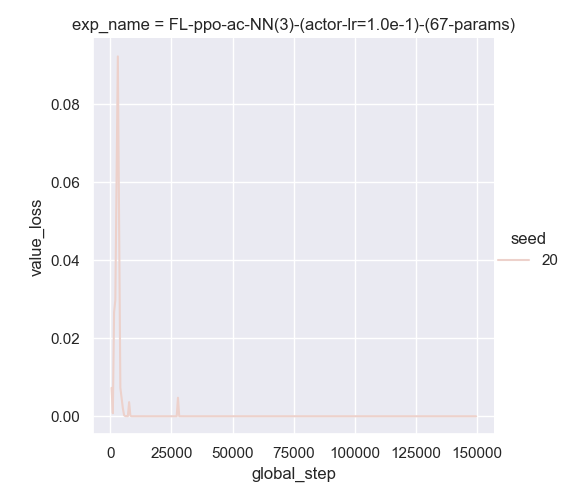 exp_name = FL-ppo-ac-NN(3)-(actor-lr=1.0e-1)-(67-params)
0.08
0.06
0.04
0.02
0.00
value_loss
0 25000 50000 75000 100000 125000 150000
global_step
seed
20